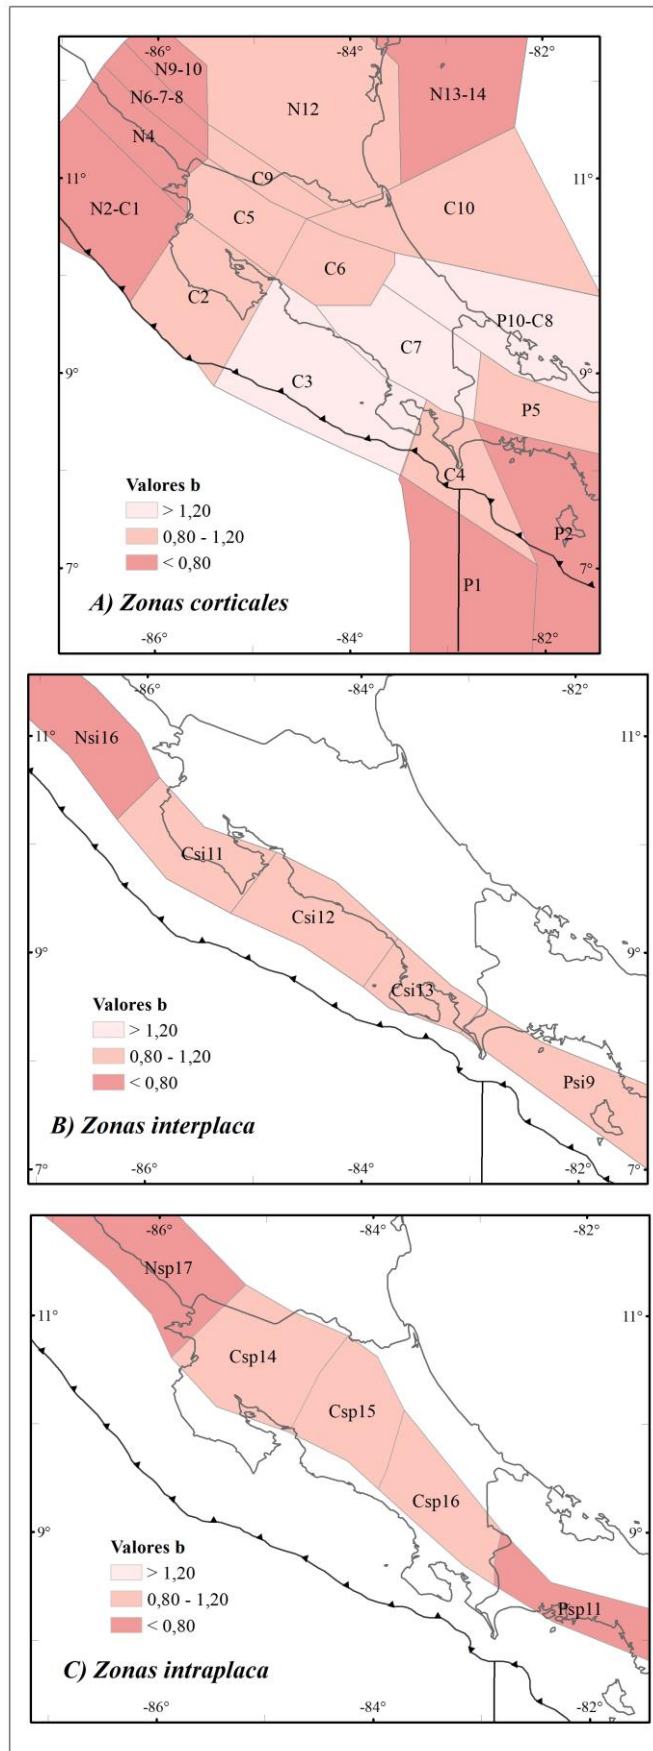 -86°
-84°
-82°
N9-10
N6-7-8
N12
N13-14
N4
11°
C9
11°
N2-C1
C5
C10
C6
C2
P10-C8
C7
9°
C3
9°
P5
C4
Valores b
> 1,20
0,80 - 1,20
P2
< 0,80
7°
7°
P1
A) Zonas corticales
-86°
-84°
-82°
-86°
-84°
-82°
11°
Nsi16
11°
Csi11
Csi12
9°
9°
Csi13
Valores b
> 1,20
0,80 - 1,20
Psi9
< 0,80
B) Zonas interplaca
7°
-86°
-84°
-82°
7°
-86°
-84°
-82°
Nsp17
11°
11°
Csp14
Csp15
Csp16
9°
9°
Valores b
> 1,20
0,80 - 1,20
Psp11
< 0,80
C) Zonas intraplaca
-86°
-84°
-82°